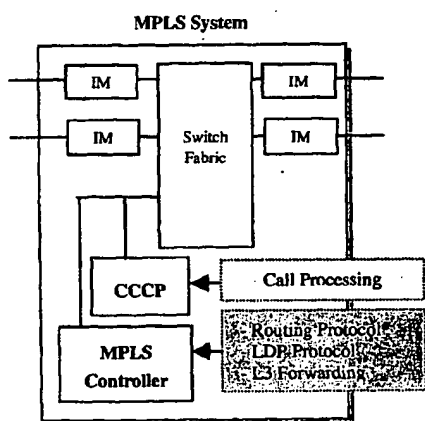 MPLS System
IM
IM
IM
IM
Switch
Fabric
CCCP
Call Processing
MPLS
Controller
Routing Protocol
LDP Protocol
L3 Forwarding